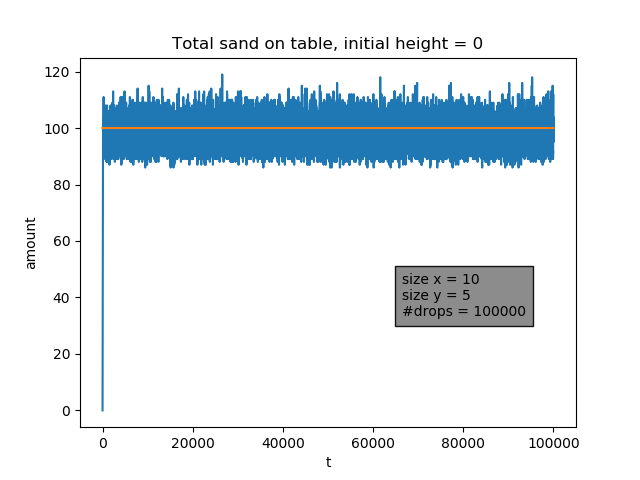 Total sand on table, initial height = 0
120
100
80
60
40
20
0
amount
size x = 10
size y = 5
#drops = 100000
0 20000 40000 60000 80000 100000
t